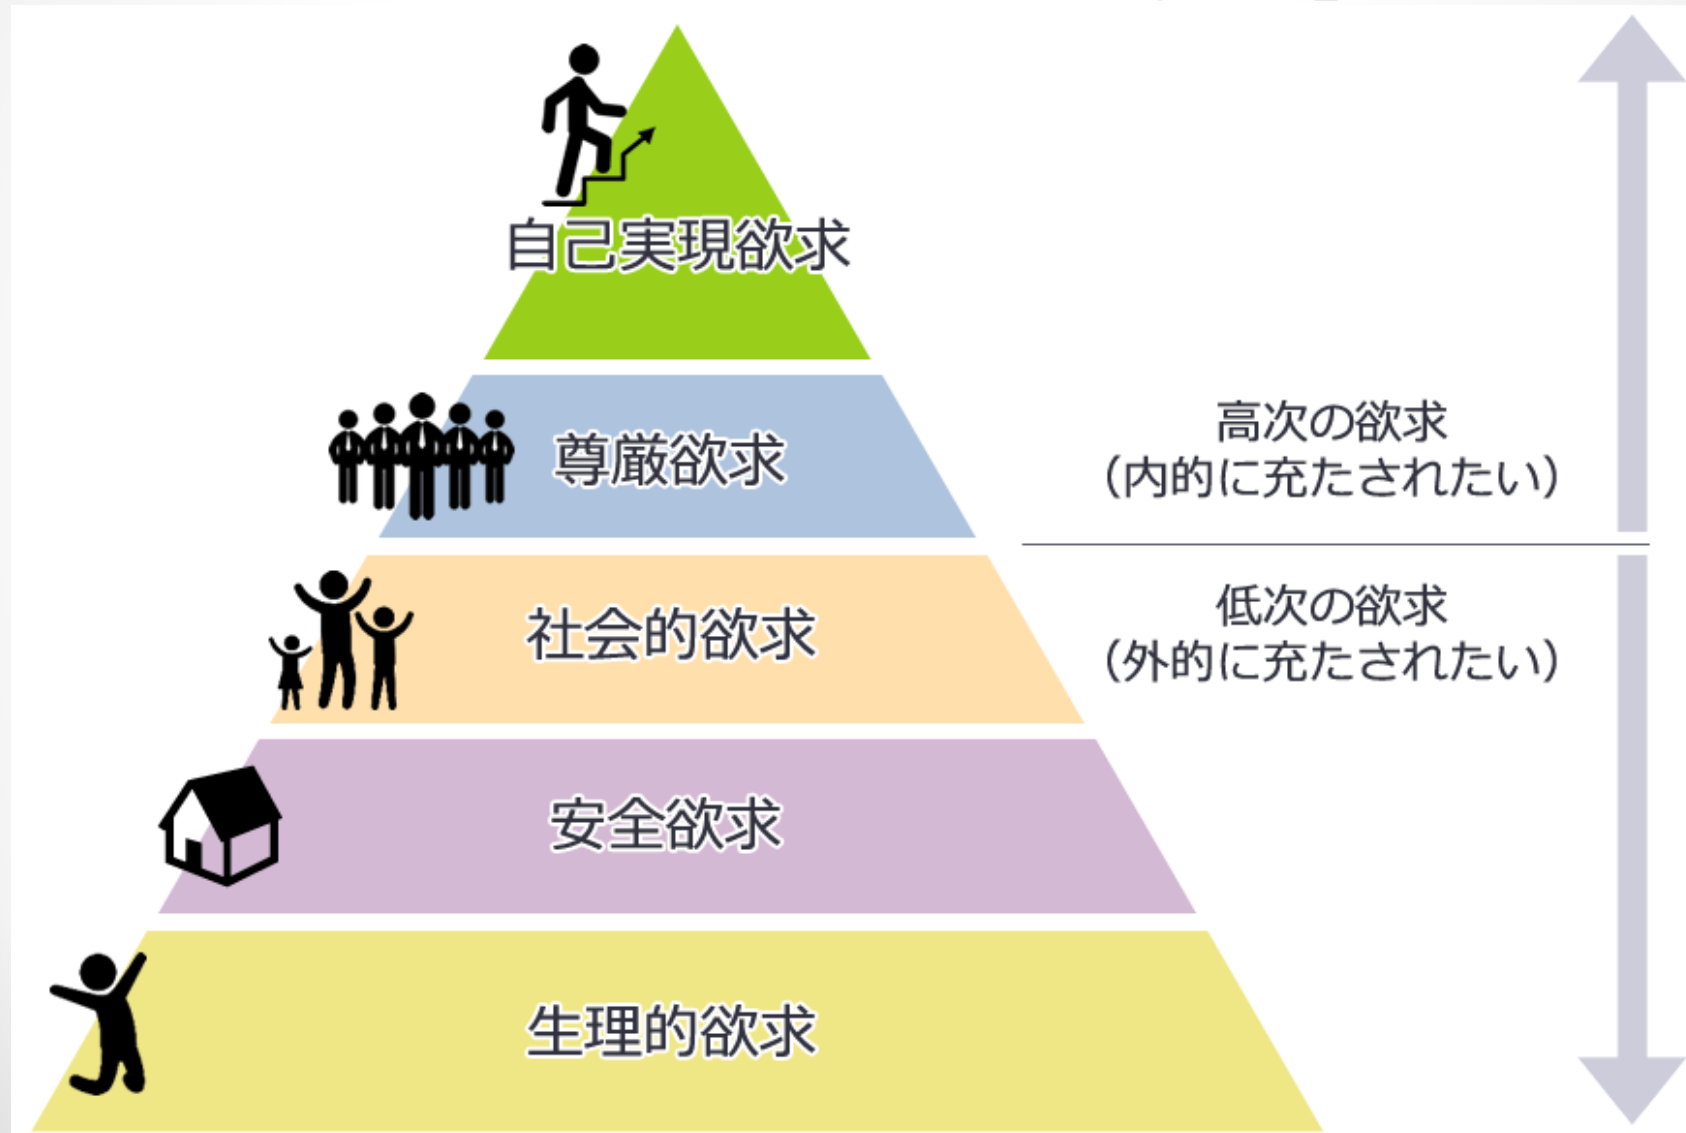 自己実現欲求
尊厳欲求
高次の欲求
（内的に充たされたい）
低次の欲求
（外的に充たされたい）
社会的欲求
安全欲求
生理的欲求